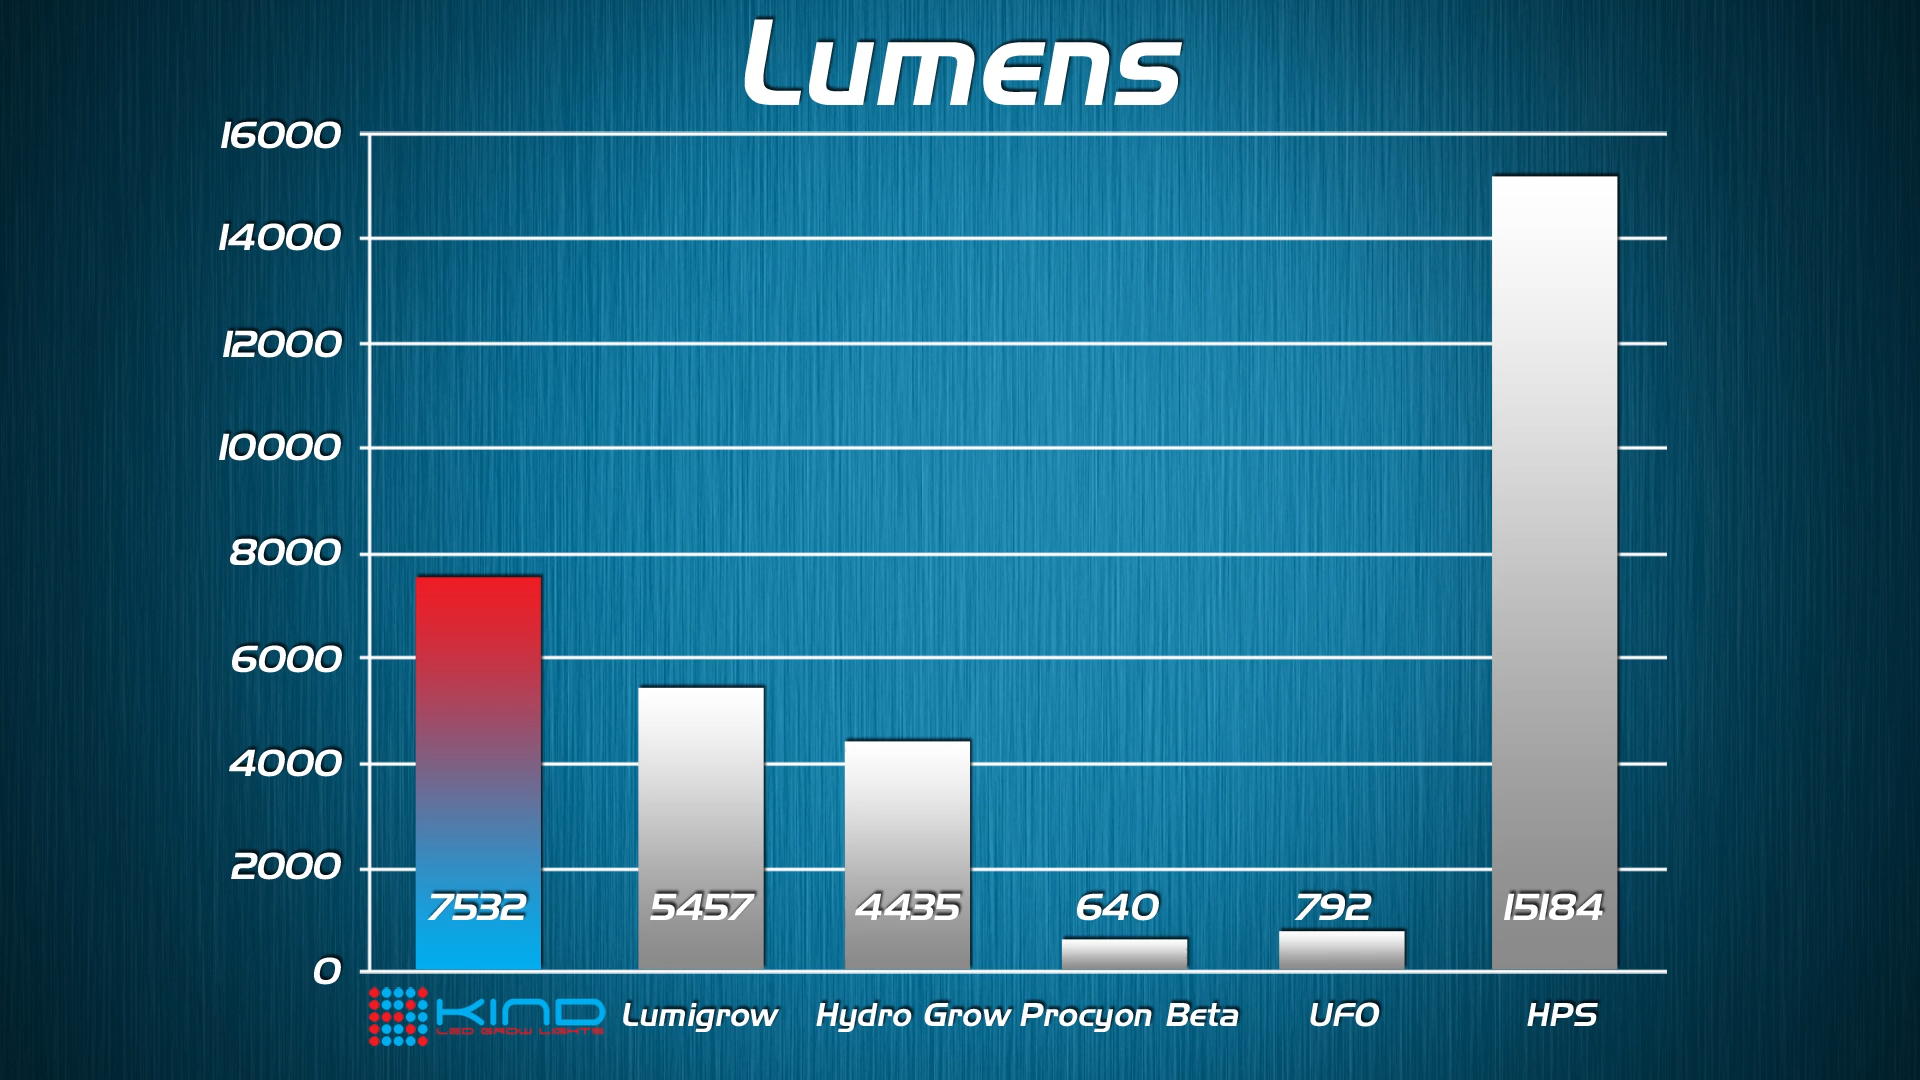 Lumens
16000
14000
12000
10000
8000
6000
4000
2000
0
7532
5457
4435
640
792
15184
KIND
LED GROW LIGHTS
Lumigrow
Hydro Grow
Procyon Beta
UFO
HPS